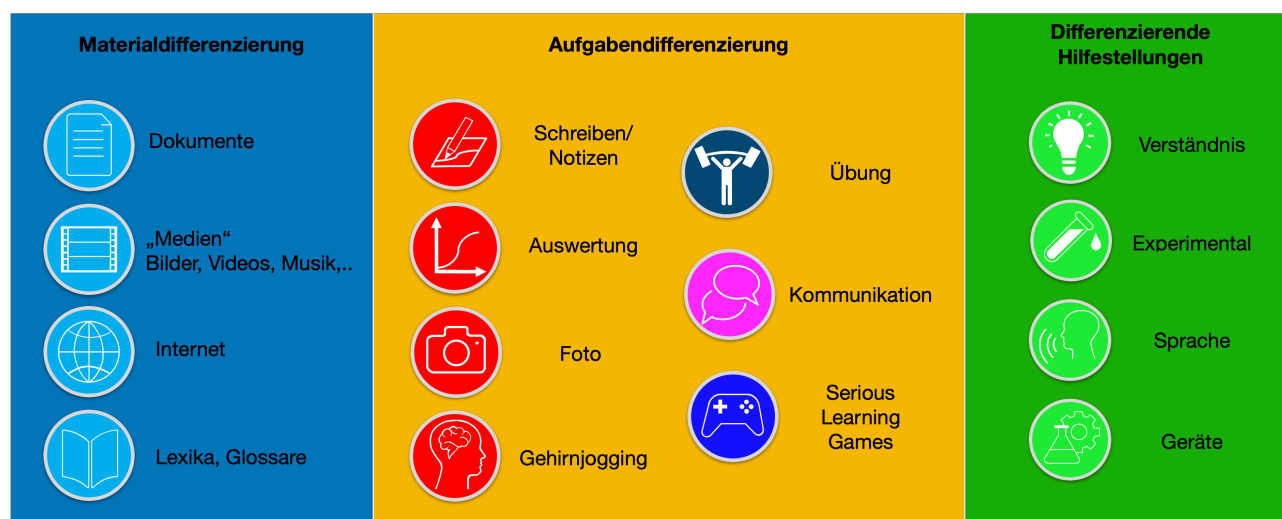 Materialdifferenzierung
Dokumente
„Medien“
Bilder, Videos, Musik,..
Internet
Lexika, Glossare
Aufgabendifferenzierung
Schreiben/
Notizen
Auswertung
Foto
Gehirnjogging
Übung
Kommunikation
Serious
Learning
Games
Differenzierende
Hilfestellungen
Verständnis
Experimental
Sprache
Geräte